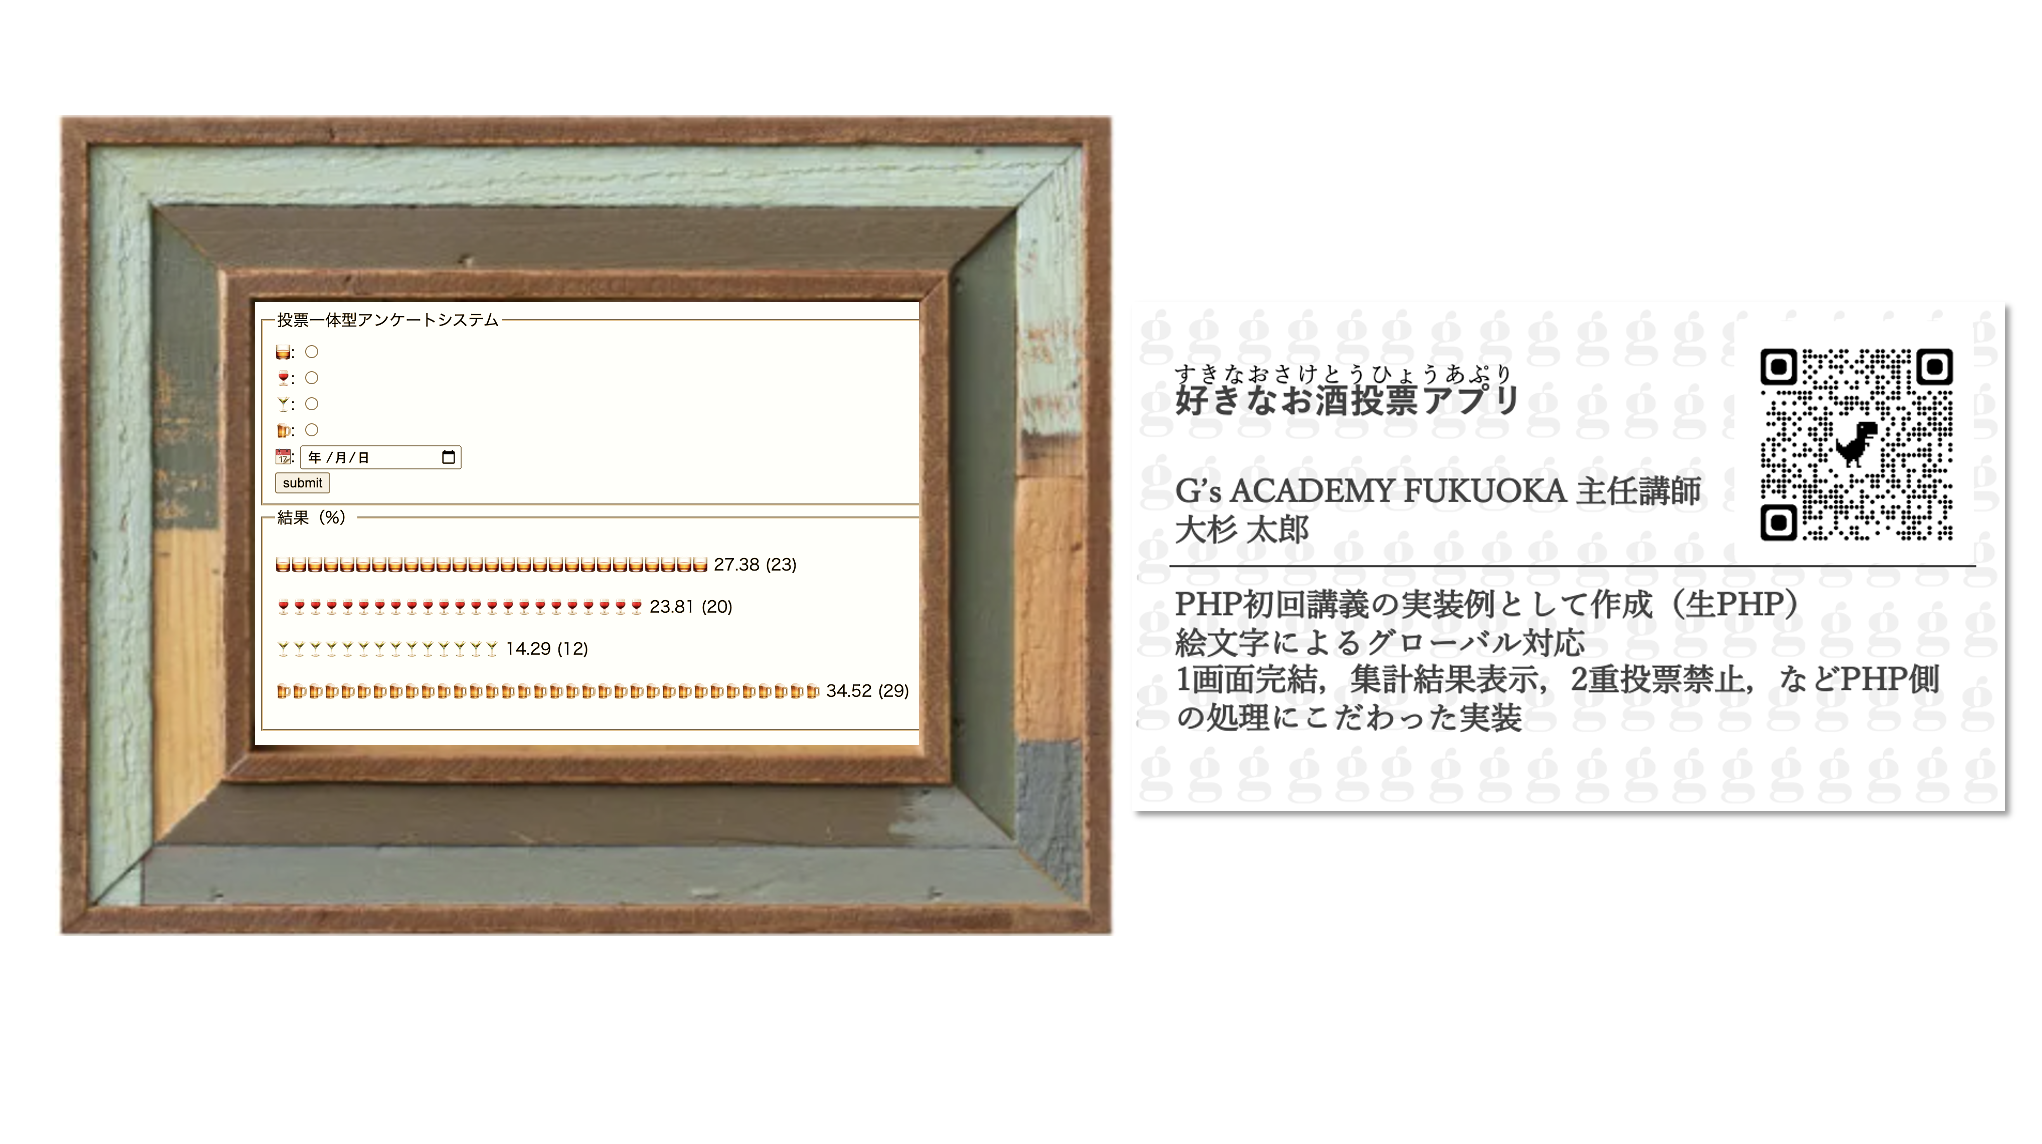 投票一体型アンケートシステム
🥃: 
🍷: 
🍸: 
🍺: 
📅: 年 /月/日
submit
結果（%）
🥃🥃🥃🥃🥃🥃🥃🥃🥃🥃🥃🥃🥃🥃🥃🥃🥃🥃🥃🥃🥃🥃🥃🥃🥃🥃🥃 27.38 (23)
🍷🍷🍷🍷🍷🍷🍷🍷🍷🍷🍷🍷🍷🍷🍷🍷🍷🍷🍷🍷🍷🍷🍷 23.81 (20)
🍸🍸🍸🍸🍸🍸🍸🍸🍸🍸🍸🍸🍸🍸 14.29 (12)
🍺🍺🍺🍺🍺🍺🍺🍺🍺🍺🍺🍺🍺🍺🍺🍺🍺🍺🍺🍺🍺🍺🍺🍺🍺🍺🍺🍺🍺🍺🍺🍺🍺🍺 34.52 (29)
すきなおさけとうひょうあぷり
好きなお酒投票アプリ
G’s ACADEMY FUKUOKA 主任講師
大杉 太郎
PHP初回講義の実装例として作成（生PHP）
絵文字によるグローバル対応
1画面完結，集計結果表示，2重投票禁止，などPHP側
の処理にこだわった実装